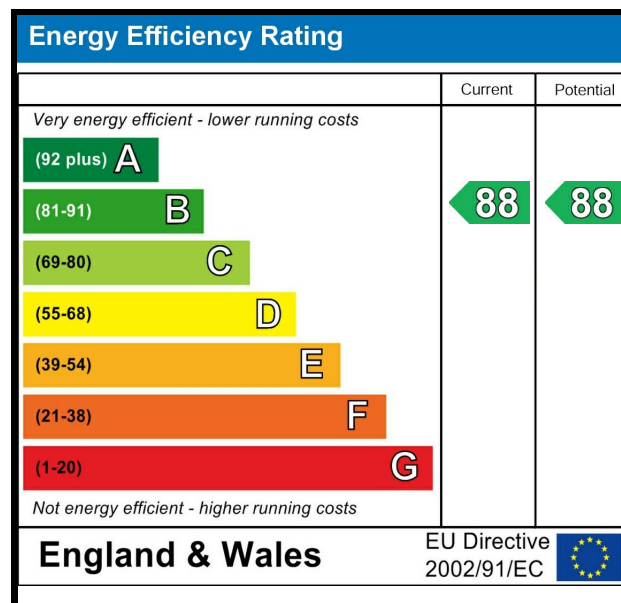 Energy Efficiency Rating
Current Potential
Very energy efficient - lower running costs
(92 plus) A
(81-91) B
88 88
(69-80) C
(55-68) D
(39-54) E
(21-38) F
(1-20) G
Not energy efficient - higher running costs
England & Wales
EU Directive
2002/91/EC